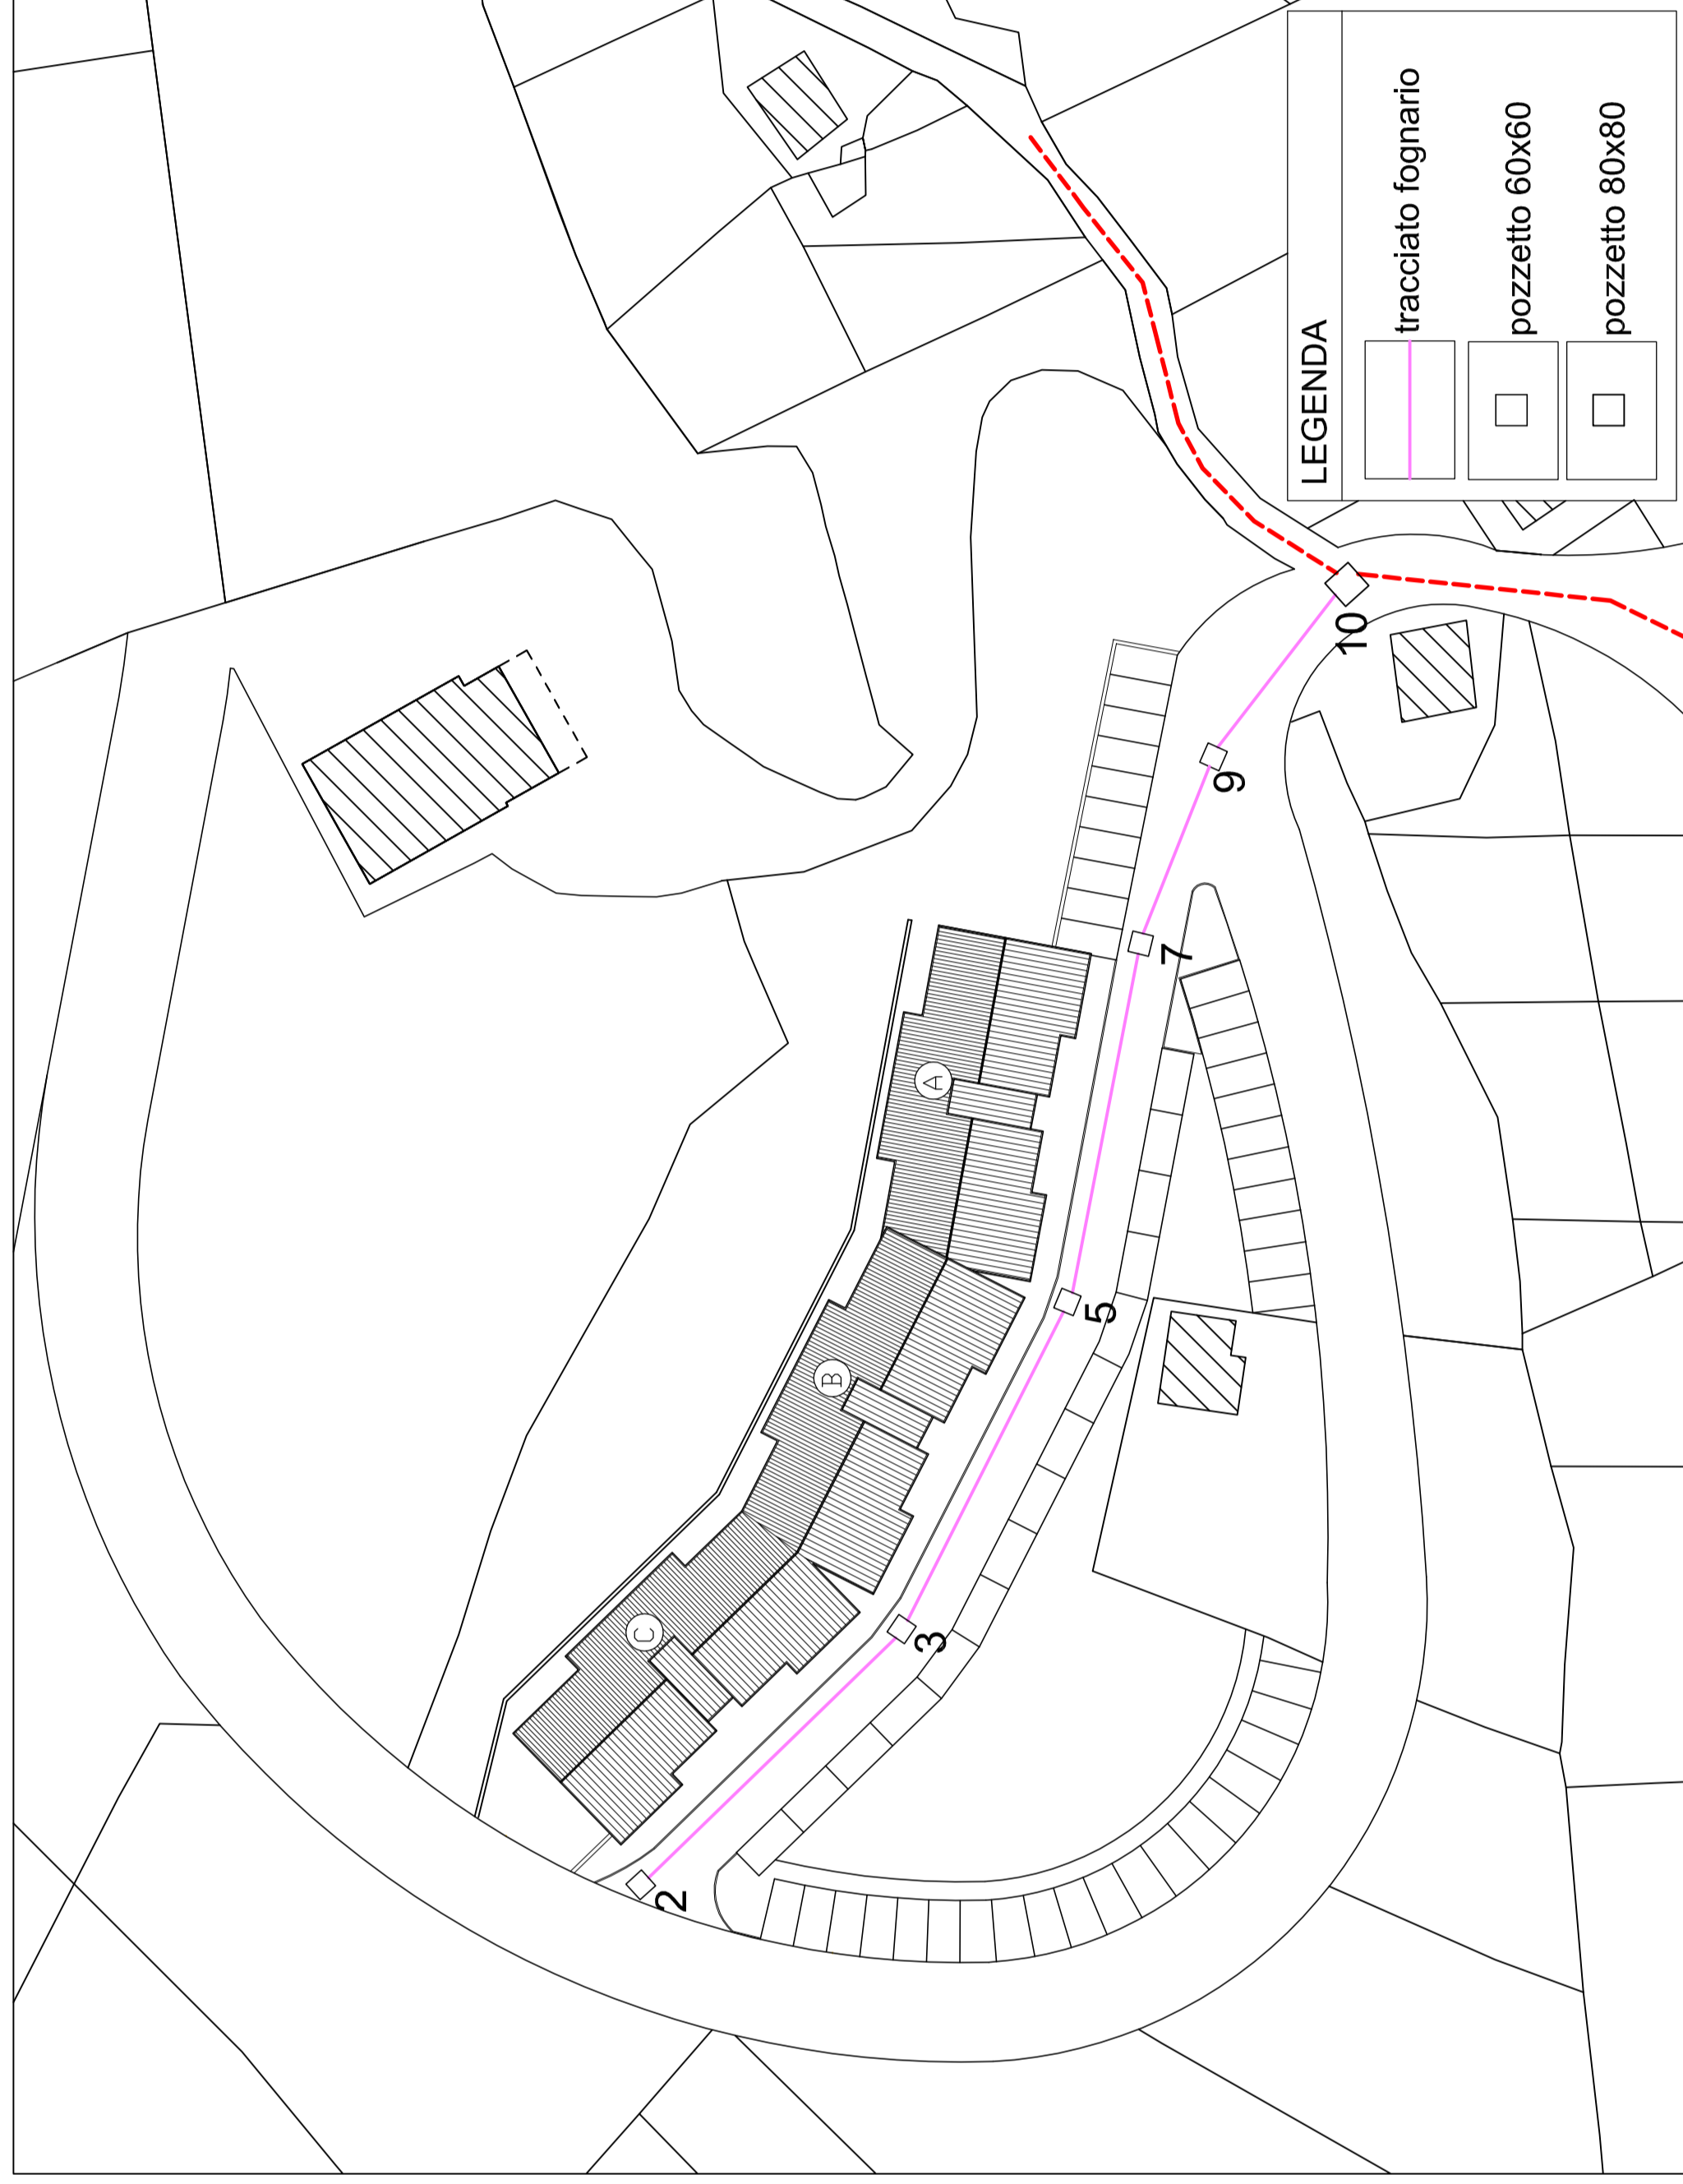 LEGENDA
tracciato fognario
pozzetto 60x60
pozzetto 80x80
A
B
C
2
3
5
7
9
10